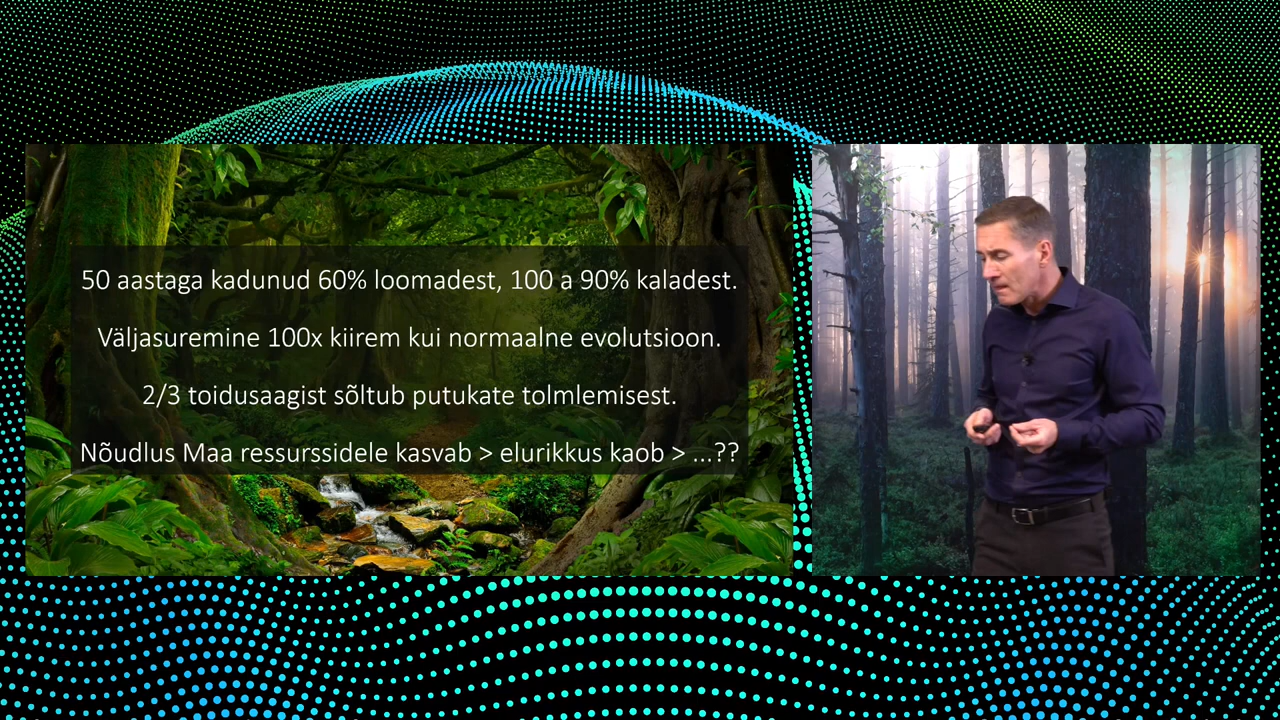 50 aastaga kadunud 60% loomadest, 100 a 90% kaladest.
Väljasuremine 100x kiirem kui normaalne evolutsioon.
2/3 toidusaagist sõltub putukate tolmlemisest.
Nõudlus Maa ressurssidele kasvab > elurikkus kaob > ...??